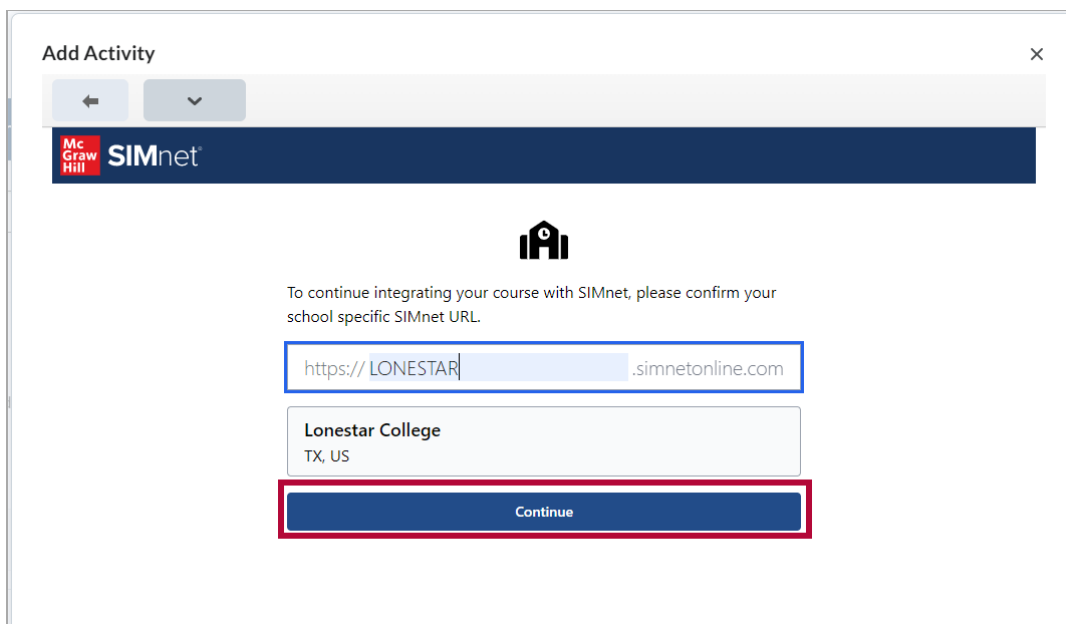 Add Activity
Mc
Graw
Hill
SIMnet®
To continue integrating your course with SIMnet, please confirm your
school specific SIMnet URL.
https:// LONESTAR .simnetonline.com
Lonestar College
TX, US
Continue